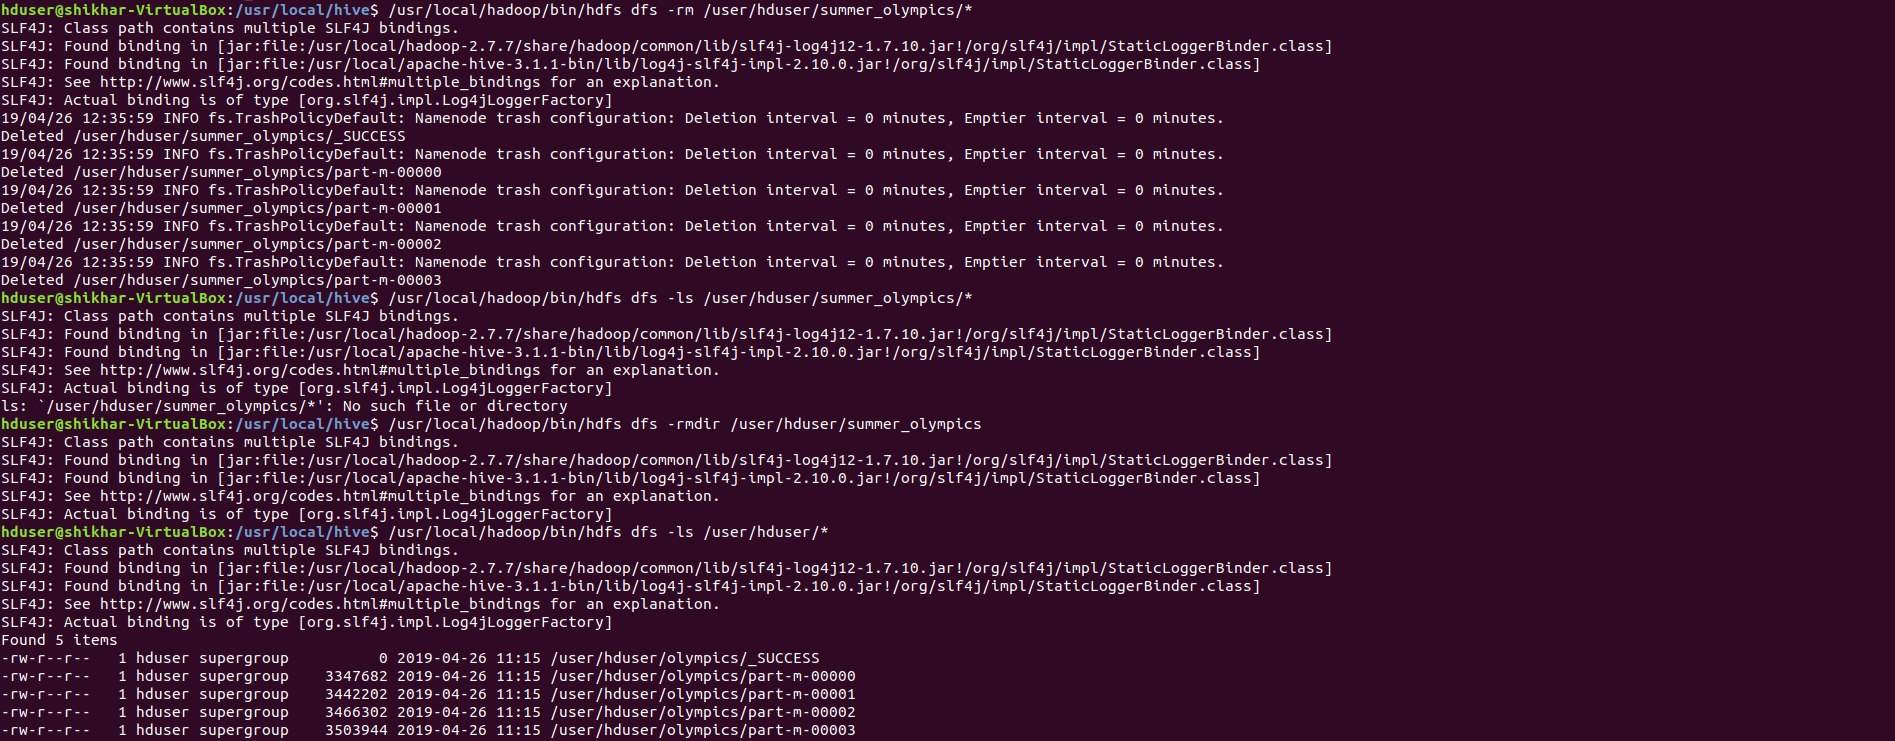 hduser@shikhar-VirtualBox:/usr/local/hive$ /usr/local/hadoop/bin/hdfs dfs -rm /user/hduser/summer_olympics/*
SLF4J: Class path contains multiple SLF4J bindings.
SLF4J: Found binding in [jar:file:/usr/local/hadoop-2.7.7/share/hadoop/common/lib/slf4j-log4j12-1.7.10.jar!/org/slf4j/impl/StaticLoggerBinder.class]
SLF4J: Found binding in [jar:file:/usr/local/apache-hive-3.1.1-bin/lib/log4j-slf4j-impl-2.10.0.jar!/org/slf4j/impl/StaticLoggerBinder.class]
SLF4J: See http://www.slf4j.org/codes.html#multiple_bindings for an explanation.
SLF4J: Actual binding is of type [org.slf4j.impl.Log4jLoggerFactory]
19/04/26 12:35:59 INFO fs.TrashPolicyDefault: Namenode trash configuration: Deletion interval = 0 minutes, Emptier interval = 0 minutes.
Deleted /user/hduser/summer_olympics/_SUCCESS
19/04/26 12:35:59 INFO fs.TrashPolicyDefault: Namenode trash configuration: Deletion interval = 0 minutes, Emptier interval = 0 minutes.
Deleted /user/hduser/summer_olympics/part-m-00000
19/04/26 12:35:59 INFO fs.TrashPolicyDefault: Namenode trash configuration: Deletion interval = 0 minutes, Emptier interval = 0 minutes.
Deleted /user/hduser/summer_olympics/part-m-00001
19/04/26 12:35:59 INFO fs.TrashPolicyDefault: Namenode trash configuration: Deletion interval = 0 minutes, Emptier interval = 0 minutes.
Deleted /user/hduser/summer_olympics/part-m-00002
19/04/26 12:35:59 INFO fs.TrashPolicyDefault: Namenode trash configuration: Deletion interval = 0 minutes, Emptier interval = 0 minutes.
Deleted /user/hduser/summer_olympics/part-m-00003
hduser@shikhar-VirtualBox:/usr/local/hive$ /usr/local/hadoop/bin/hdfs dfs -ls /user/hduser/summer_olympics/*
SLF4J: Class path contains multiple SLF4J bindings.
SLF4J: Found binding in [jar:file:/usr/local/hadoop-2.7.7/share/hadoop/common/lib/slf4j-log4j12-1.7.10.jar!/org/slf4j/impl/StaticLoggerBinder.class]
SLF4J: Found binding in [jar:file:/usr/local/apache-hive-3.1.1-bin/lib/log4j-slf4j-impl-2.10.0.jar!/org/slf4j/impl/StaticLoggerBinder.class]
SLF4J: See http://www.slf4j.org/codes.html#multiple_bindings for an explanation.
SLF4J: Actual binding is of type [org.slf4j.impl.Log4jLoggerFactory]
ls: `/user/hduser/summer_olympics/*': No such file or directory
hduser@shikhar-VirtualBox:/usr/local/hive$ /usr/local/hadoop/bin/hdfs dfs -rmdir /user/hduser/summer_olympics
SLF4J: Class path contains multiple SLF4J bindings.
SLF4J: Found binding in [jar:file:/usr/local/hadoop-2.7.7/share/hadoop/common/lib/slf4j-log4j12-1.7.10.jar!/org/slf4j/impl/StaticLoggerBinder.class]
SLF4J: Found binding in [jar:file:/usr/local/apache-hive-3.1.1-bin/lib/log4j-slf4j-impl-2.10.0.jar!/org/slf4j/impl/StaticLoggerBinder.class]
SLF4J: See http://www.slf4j.org/codes.html#multiple_bindings for an explanation.
SLF4J: Actual binding is of type [org.slf4j.impl.Log4jLoggerFactory]
hduser@shikhar-VirtualBox:/usr/local/hive$ /usr/local/hadoop/bin/hdfs dfs -ls /user/hduser/*
SLF4J: Class path contains multiple SLF4J bindings.
SLF4J: Found binding in [jar:file:/usr/local/hadoop-2.7.7/share/hadoop/common/lib/slf4j-log4j12-1.7.10.jar!/org/slf4j/impl/StaticLoggerBinder.class]
SLF4J: Found binding in [jar:file:/usr/local/apache-hive-3.1.1-bin/lib/log4j-slf4j-impl-2.10.0.jar!/org/slf4j/impl/StaticLoggerBinder.class]
SLF4J: See http://www.slf4j.org/codes.html#multiple_bindings for an explanation.
SLF4J: Actual binding is of type [org.slf4j.impl.Log4jLoggerFactory]
Found 5 items
-rw-r--r--   1 hduser supergroup          0 2019-04-26 11:15 /user/hduser/olympics/_SUCCESS
-rw-r--r--   1 hduser supergroup    3347682 2019-04-26 11:15 /user/hduser/olympics/part-m-00000
-rw-r--r--   1 hduser supergroup    3442202 2019-04-26 11:15 /user/hduser/olympics/part-m-00001
-rw-r--r--   1 hduser supergroup    3466302 2019-04-26 11:15 /user/hduser/olympics/part-m-00002
-rw-r--r--   1 hduser supergroup    3503944 2019-04-26 11:15 /user/hduser/olympics/part-m-00003